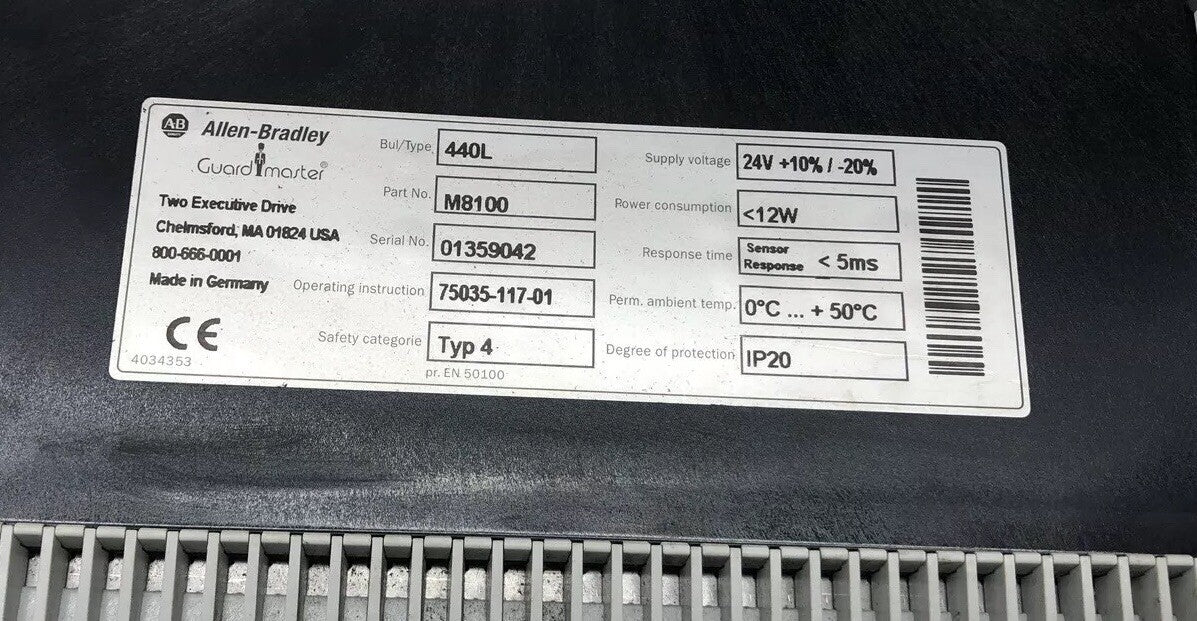 AB Allen-Bradley
Guardmaster®
Two Executive Drive
Chelmsford, MA 01824 USA
800-666-0001
Made in Germany
CE
4034353
Bul/Type 440L
Part No. M8100
Serial No. 01359042
Operating instruction 75035-117-01
Safety categorie Typ 4
pr. EN 50100
Supply voltage 24V +10% / -20%
Power consumption <12W
Response time Sensor Response < 5ms
Perm. ambient temp. 0°C ... + 50°C
Degree of protection IP20